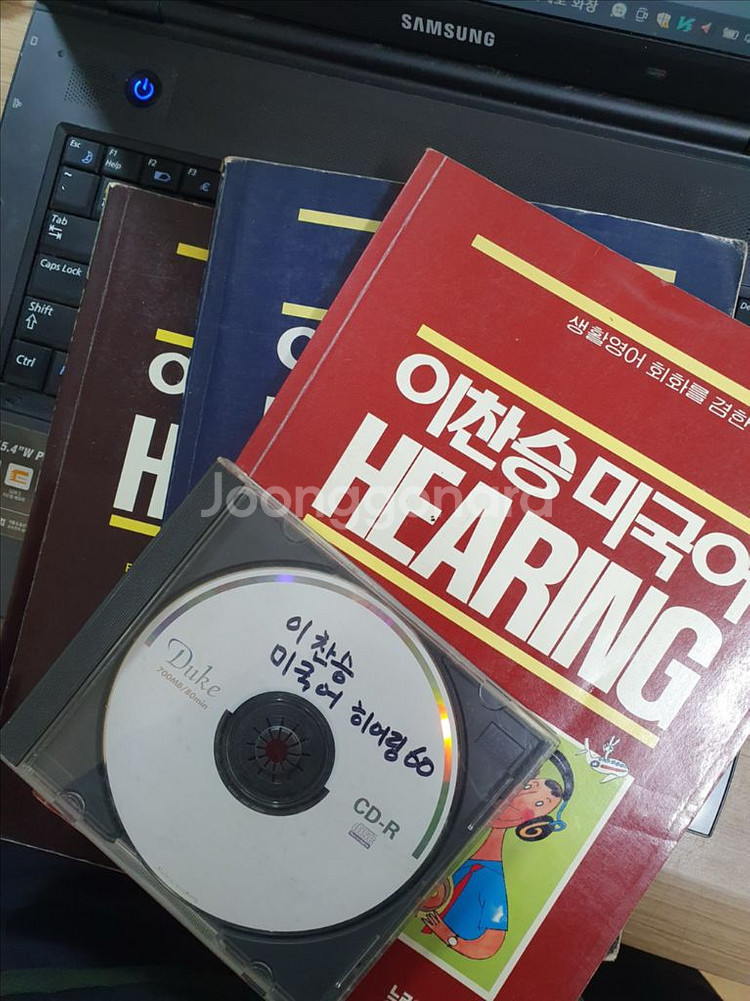 SAMSUNG
Esc
F1
Help
F2
F3
Tab
Caps Lock
Shift
Ctrl
생활영어 회화를 겸한
이찬승 미국어
HEARING
H
Joonggonara
Duke
700MB/80min
이찬승
미국어 히어링 60
CD-R